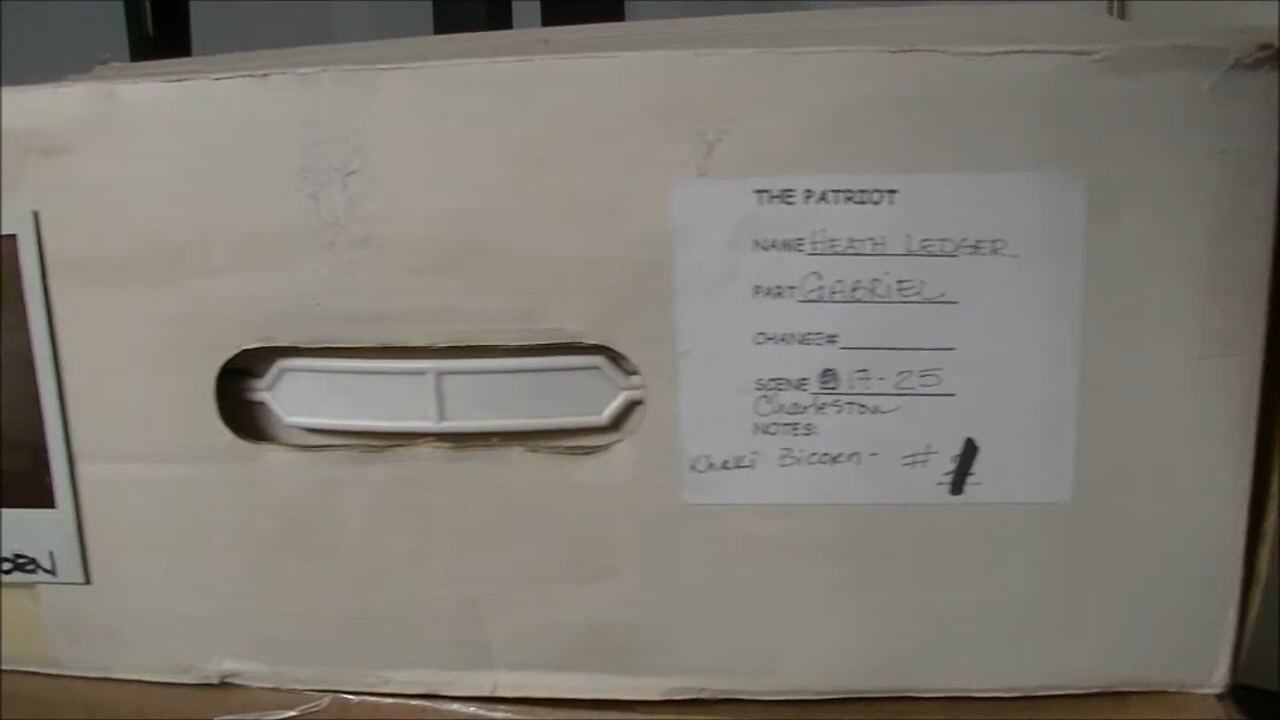 THE PATRIOT
NAME HEATH LEDGER
PART GABRIEL
CHANGE#
SCENE 17-25
Charleston
NOTES:
Khaki Bicorn- # 1